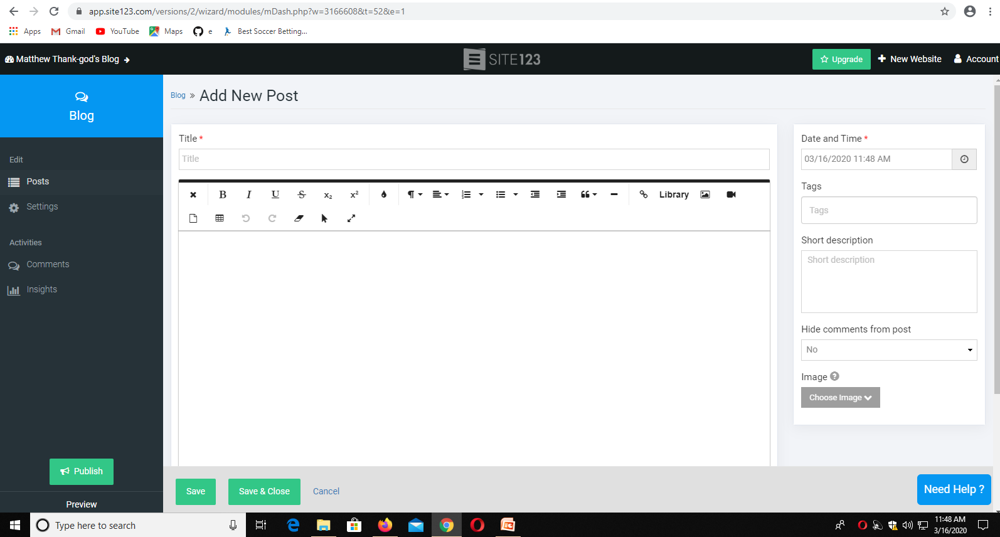 app.site123.com/versions/2/wizard/modules/mDash.php?w=3166608&t=52&e=1
Apps Gmail YouTube Maps e Best Soccer Betting...
Matthew Thank-god's Blog SITE123 Upgrade New Website Account
Blog
Edit
Posts
Settings
Activities
Comments
Insights
Publish
Preview
Blog » Add New Post
Title *
Title
B I U S x₂ x² ¶ Library
Date and Time *
03/16/2020 11:48 AM
Tags
Tags
Short description
Short description
Hide comments from post
No
Image ?
Choose Image
Save Save & Close Cancel
Need Help ?
Type here to search
11:48 AM
3/16/2020